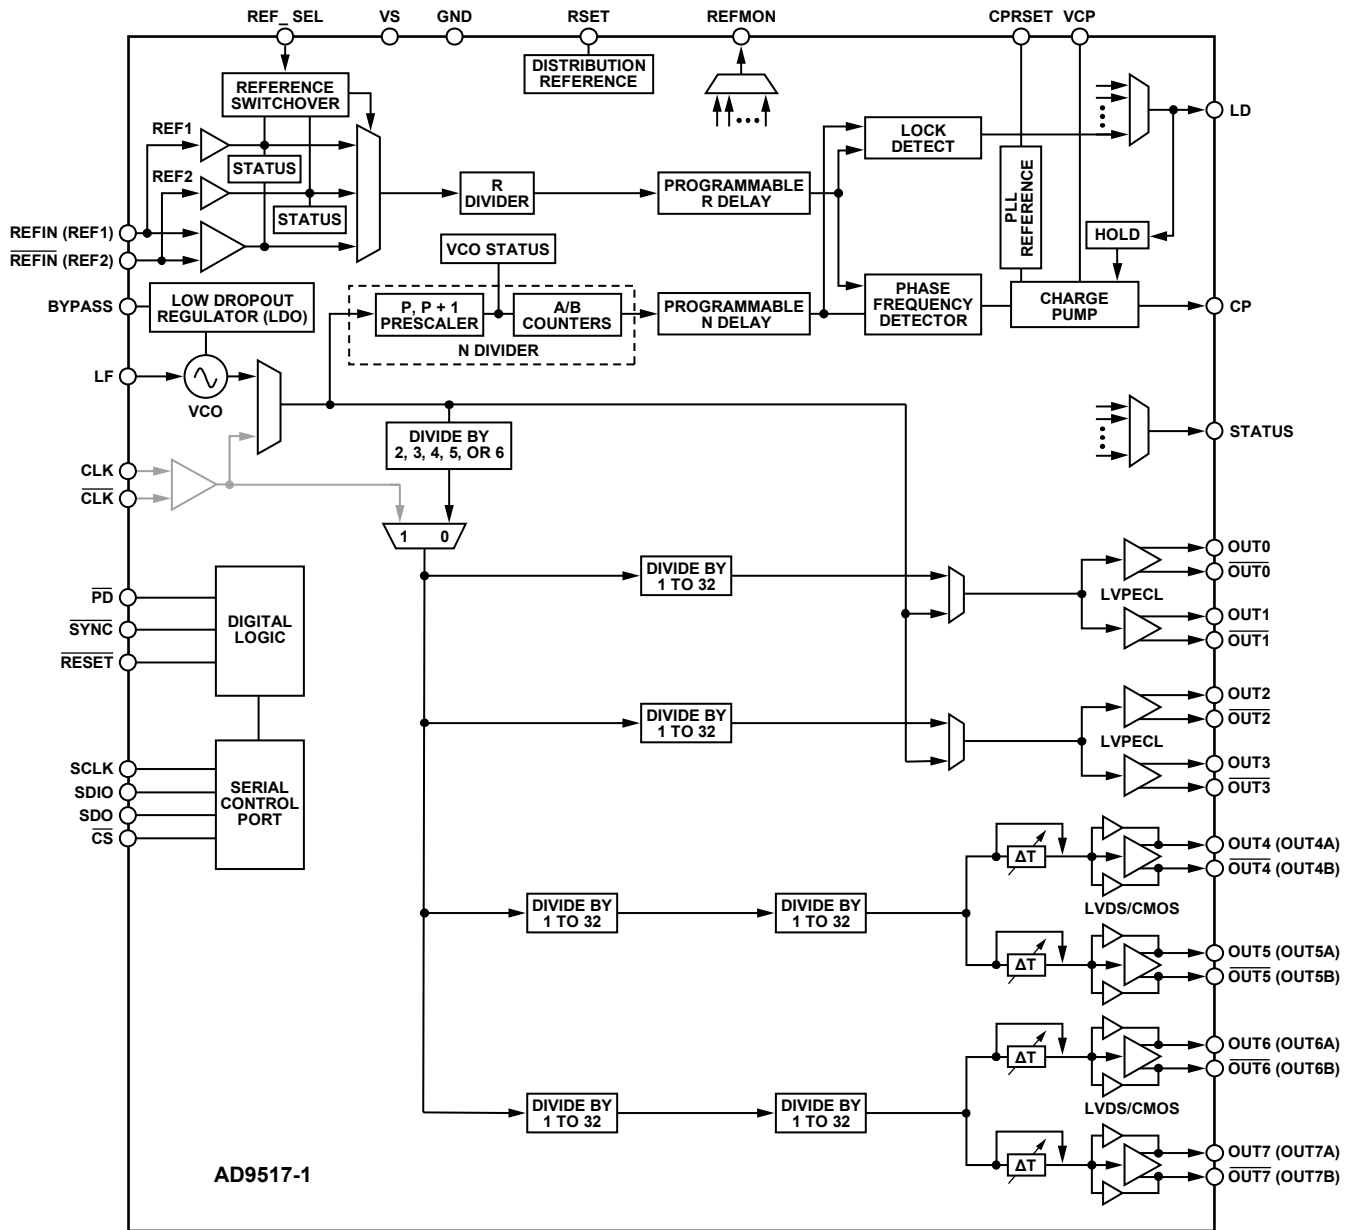 REF_ SEL
VS
GND
RSET
REFMON
CPRSET
VCP
DISTRIBUTION
REFERENCE
REFERENCE
SWITCHOVER
REF1
STATUS
REF2
STATUS
R
DIVIDER
PROGRAMMABLE
R DELAY
LOCK
DETECT
LD
PLL
REFERENCE
HOLD
REFIN (REF1)
REFIN (REF2)
VCO STATUS
BYPASS
LOW DROPOUT
REGULATOR (LDO)
P, P + 1
PRESCALER
A/B
COUNTERS
N DIVIDER
PROGRAMMABLE
N DELAY
PHASE
FREQUENCY
DETECTOR
CHARGE
PUMP
CP
LF
VCO
STATUS
DIVIDE BY
2, 3, 4, 5, OR 6
CLK
CLK
1 0
DIVIDE BY
1 TO 32
LVPECL
OUT0
OUT0
OUT1
OUT1
PD
SYNC
RESET
DIGITAL
LOGIC
DIVIDE BY
1 TO 32
LVPECL
OUT2
OUT2
OUT3
OUT3
SCLK
SDIO
SDO
CS
SERIAL
CONTROL
PORT
DIVIDE BY
1 TO 32
DIVIDE BY
1 TO 32
ΔT
OUT4 (OUT4A)
OUT4 (OUT4B)
LVDS/CMOS
ΔT
OUT5 (OUT5A)
OUT5 (OUT5B)
DIVIDE BY
1 TO 32
DIVIDE BY
1 TO 32
ΔT
OUT6 (OUT6A)
OUT6 (OUT6B)
LVDS/CMOS
ΔT
OUT7 (OUT7A)
OUT7 (OUT7B)
AD9517-1